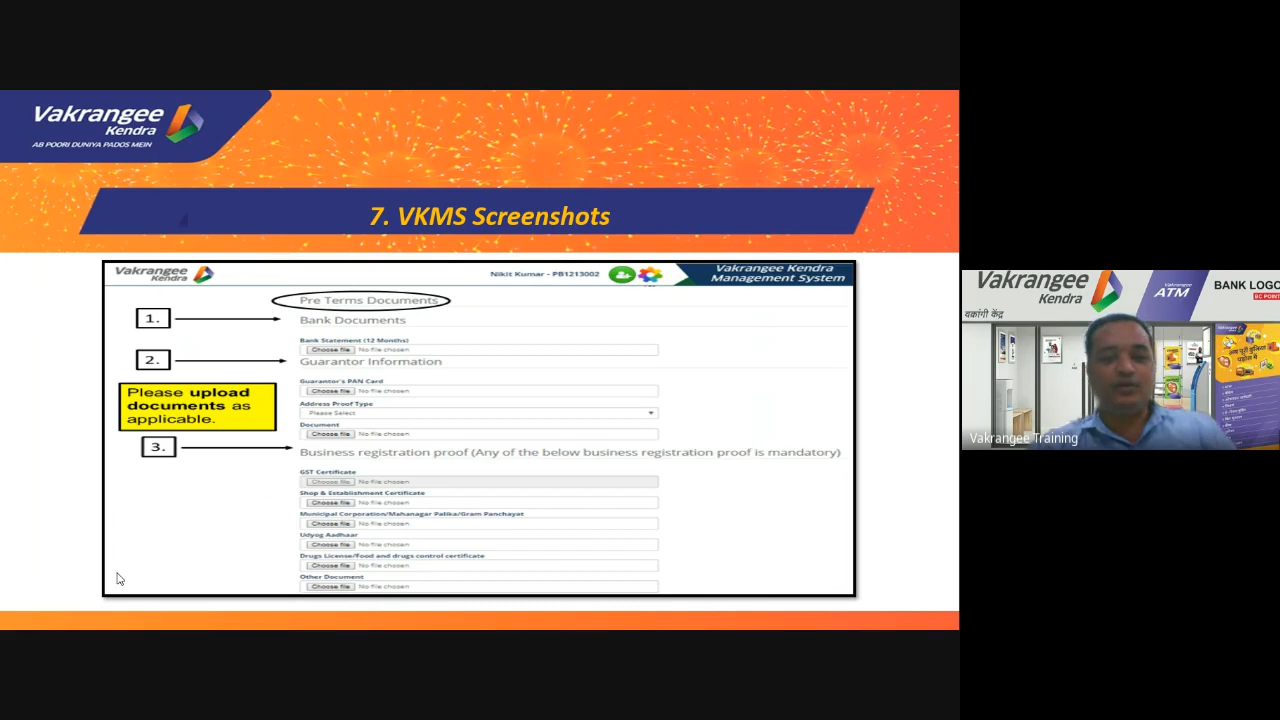 Vakrangee
Kendra
AB POORI DUNIYA PADOS MEIN
7. VKMS Screenshots
Vakrangee
Kendra
Nikit Kumar - PB1213002
Vakrangee Kendra
Management System
Pre Terms Documents
1.
Bank Documents
Bank Statement (12 Months)
Choose file No file chosen
2.
Guarantor Information
Guarantor's PAN Card
Choose file No file chosen
Please upload
documents as
applicable.
Address Proof Type
Please Select
Document
Choose file No file chosen
3.
Business registration proof (Any of the below business registration proof is mandatory)
GST Certificate
Choose file No file chosen
Shop & Establishment Certificate
Choose file No file chosen
Municipal Corporation/Mahanagar Palika/Gram Panchayat
Choose file No file chosen
Udyog Aadhaar
Choose file No file chosen
Drugs License/Food and drugs control certificate
Choose file No file chosen
Other Document
Choose file No file chosen
Vakrangee
Kendra
वकांगी केंद्र
Vakrangee
ATM
BANK LOGO
BC POINT
Vakrangee Training